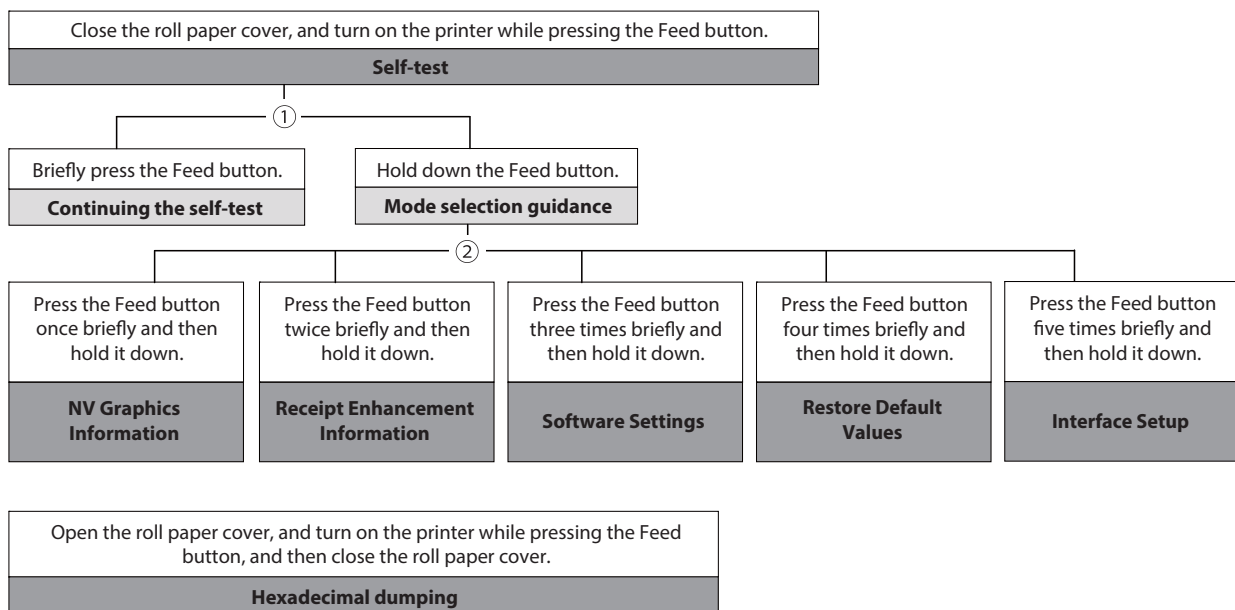 Close the roll paper cover, and turn on the printer while pressing the Feed button.
Self-test
①
Briefly press the Feed button.
Continuing the self-test
Hold down the Feed button.
Mode selection guidance
②
Press the Feed button
once briefly and then
hold it down.
NV Graphics
Information
Press the Feed button
twice briefly and then
hold it down.
Receipt Enhancement
Information
Press the Feed button
three times briefly and
then hold it down.
Software Settings
Press the Feed button
four times briefly and
then hold it down.
Restore Default
Values
Press the Feed button
five times briefly and
then hold it down.
Interface Setup
Open the roll paper cover, and turn on the printer while pressing the Feed
button, and then close the roll paper cover.
Hexadecimal dumping